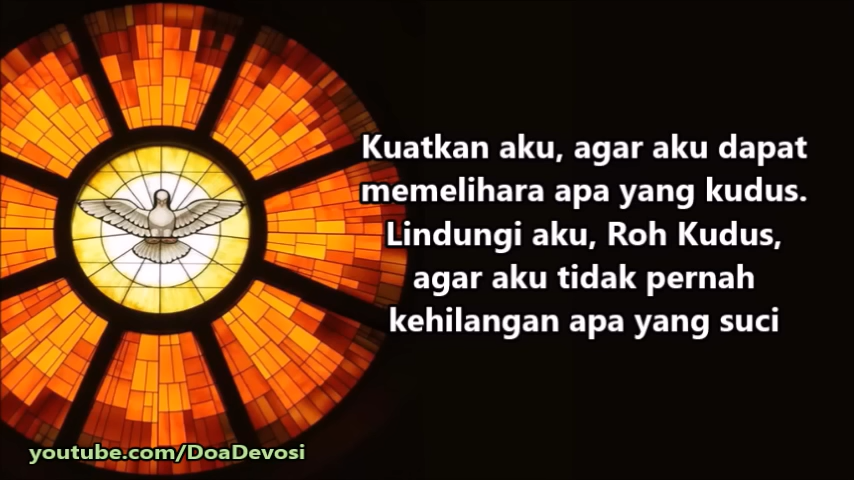 Kuatkan aku, agar aku dapat
memelihara apa yang kudus.
Lindungi aku, Roh Kudus,
agar aku tidak pernah
kehilangan apa yang suci
youtube.com/DoaDevosi